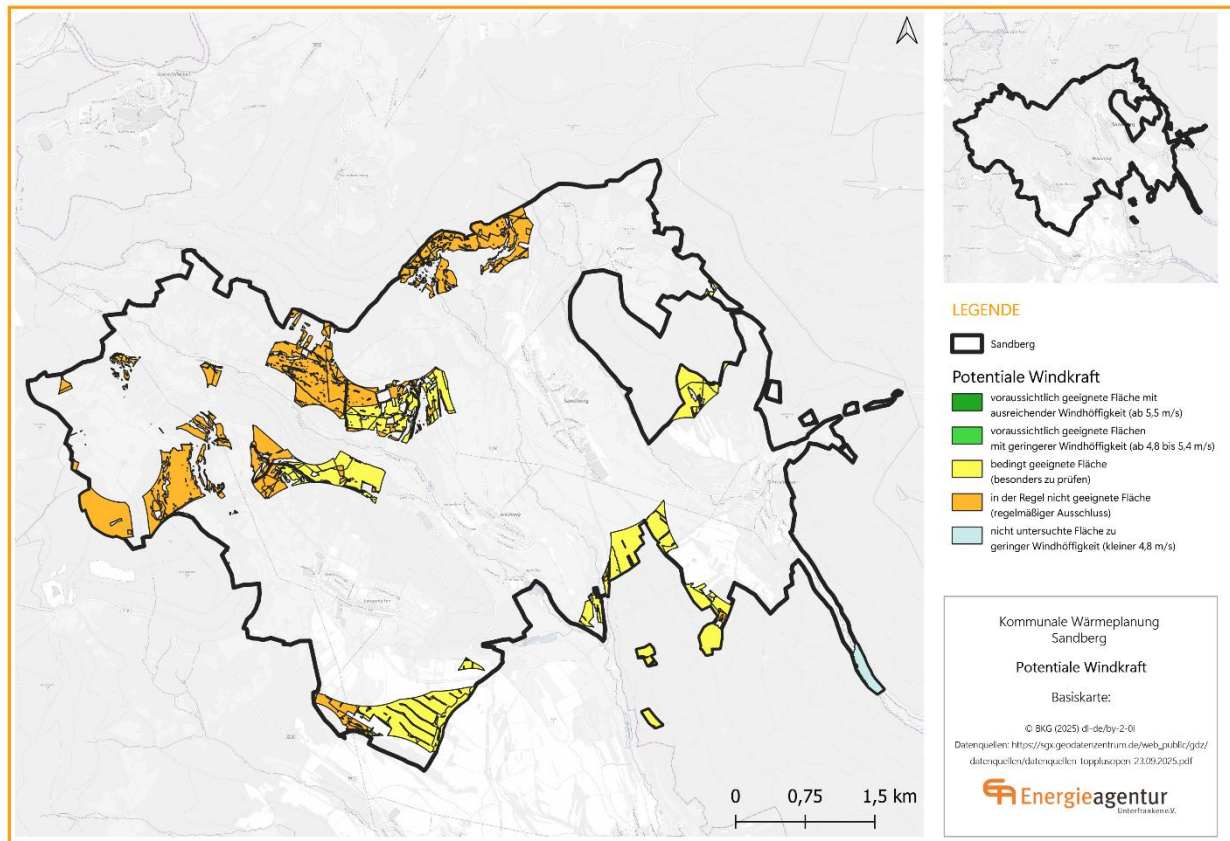 Sandberg
0 0,75 1,5 km
LEGENDE
Sandberg
Potentiale Windkraft
voraussichtlich geeignete Fläche mit
ausreichender Windhöffigkeit (ab 5,5 m/s)
voraussichtlich geeignete Flächen
mit geringerer Windhöffigkeit (ab 4,8 bis 5,4 m/s)
bedingt geeignete Fläche
(besonders zu prüfen)
in der Regel nicht geeignete Fläche
(regelmäßiger Ausschluss)
nicht untersuchte Fläche zu
geringer Windhöffigkeit (kleiner 4,8 m/s)
Kommunale Wärmeplanung
Sandberg
Potentiale Windkraft
Basiskarte:
© BKG (2025) dl-de/by-2-0
Datenquellen: https://sgx.geodatenzentrum.de/web_public/gdz/
datenquellen/datenquellen_topplusopen_23.09.2025.pdf
Energieagentur
Unterfranken e.V.